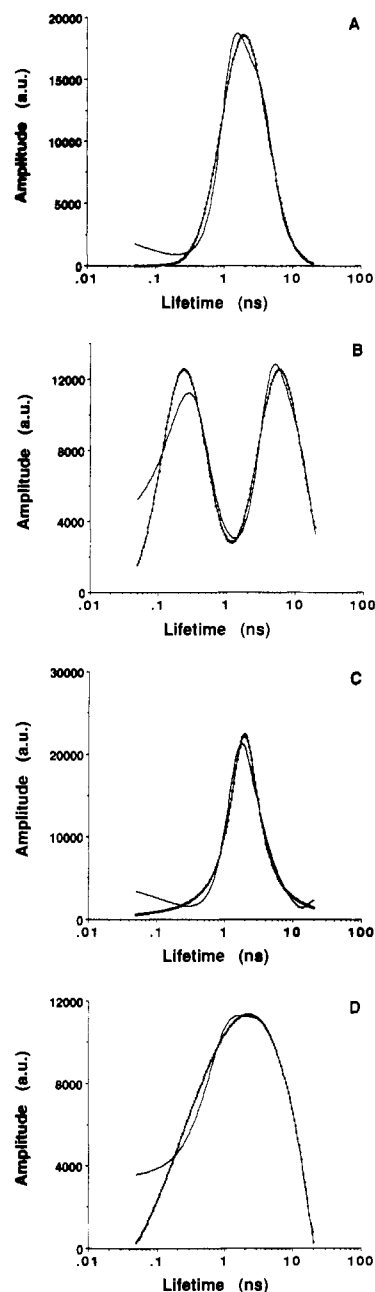 A
20000
15000
10000
5000
0
Amplitude (a.u.)
.01 .1 1 10 100
Lifetime (ns)
B
12000
8000
4000
0
Amplitude (a.u.)
.01 .1 1 10 100
Lifetime (ns)
C
30000
20000
10000
0
Amplitude (a.u.)
.01 .1 1 10 100
Lifetime (ns)
D
12000
8000
4000
0
Amplitude (a.u.)
.01 .1 1 10 100
Lifetime (ns)